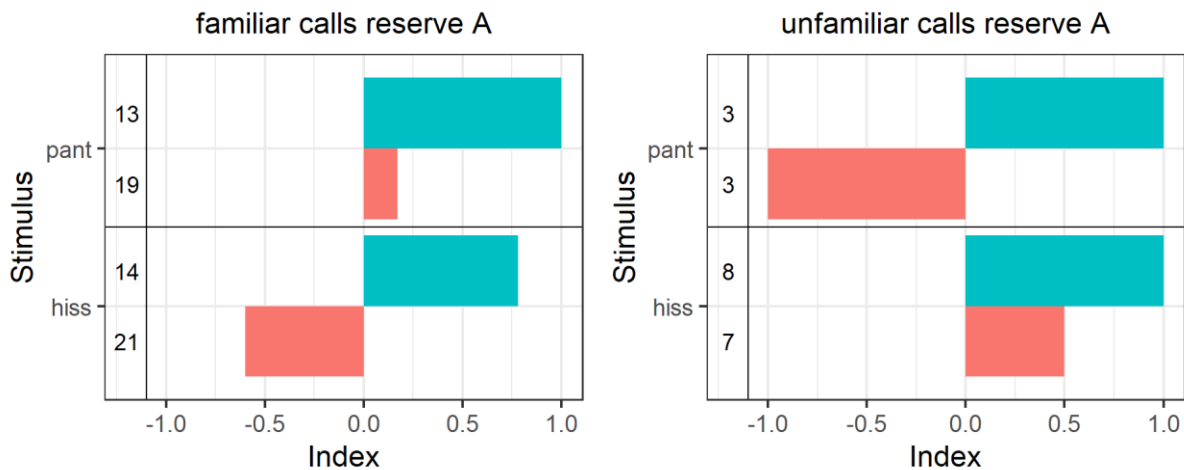 familiar calls reserve A
Stimulus
pant
hiss
13
19
14
21
-1.0 -0.5 0.0 0.5 1.0
Index
unfamiliar calls reserve A
Stimulus
pant
hiss
3
3
8
7
-1.0 -0.5 0.0 0.5 1.0
Index